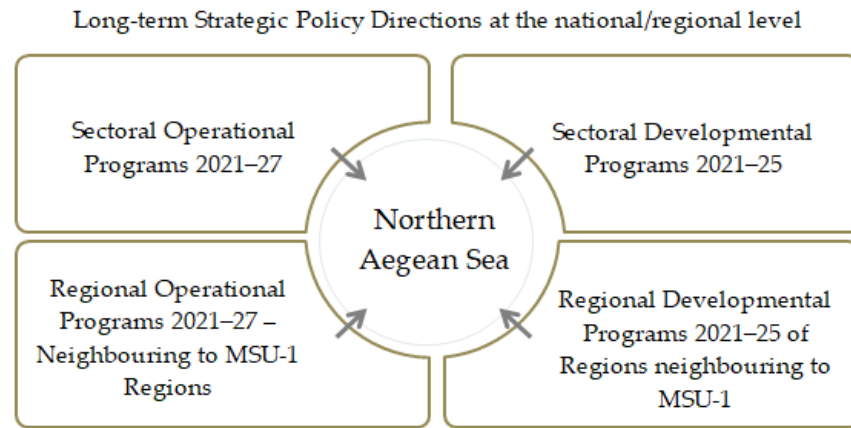 Long-term Strategic Policy Directions at the national/regional level
Sectoral Operational
Programs 2021–27
Sectoral Developmental
Programs 2021–25
Northern
Aegean Sea
Regional Operational
Programs 2021–27 –
Neighbouring to MSU-1
Regions
Regional Developmental
Programs 2021–25 of
Regions neighbouring to
MSU-1